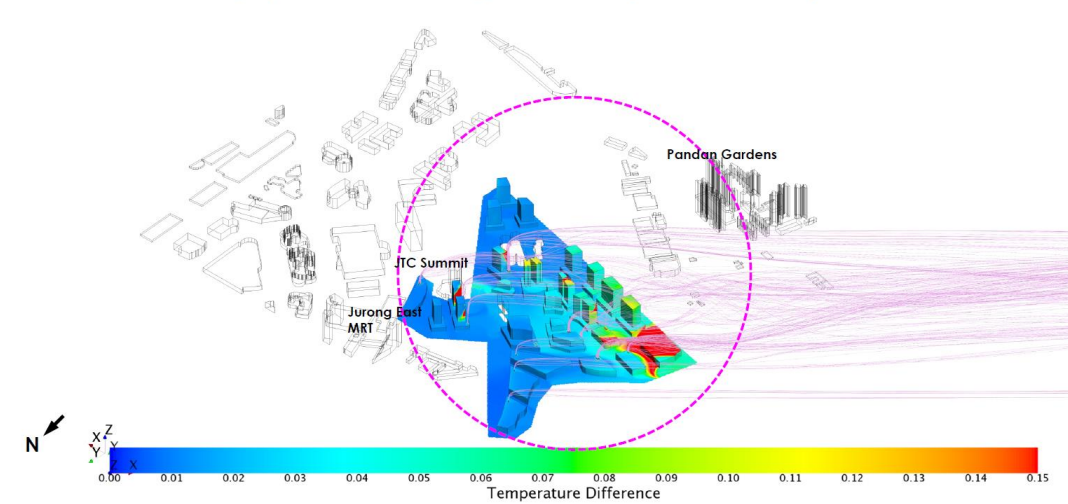 Pandan Gardens
JTC Summit
Jurong East
MRT
N
X Z
Y Y
Z X
0.00 0.01 0.02 0.03 0.04 0.05 0.06 0.07 0.08 0.09 0.10 0.11 0.12 0.13 0.14 0.15
Temperature Difference